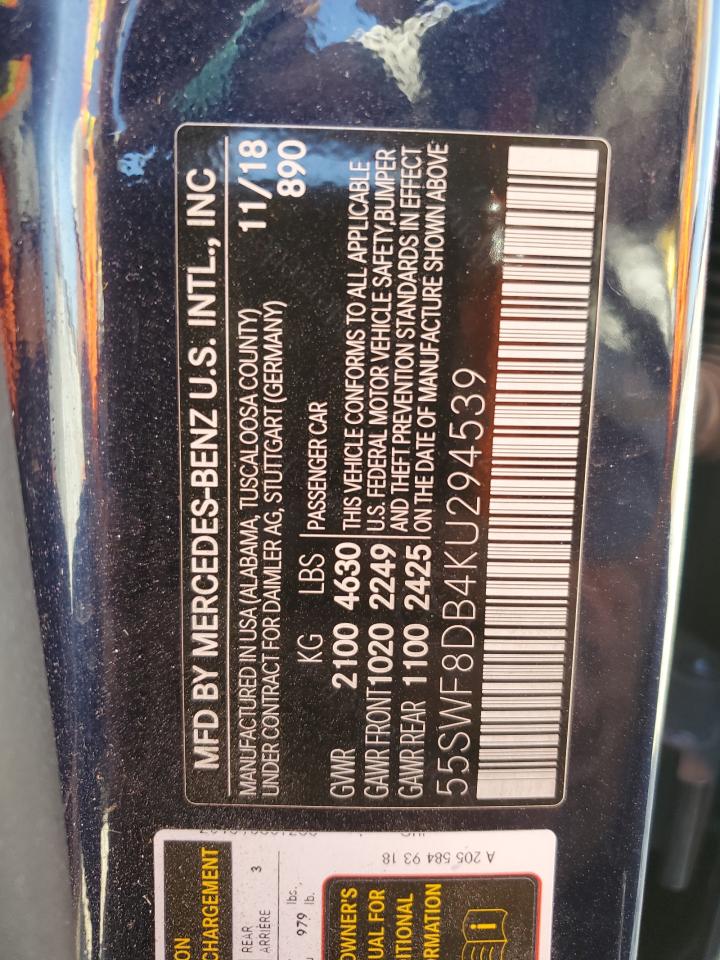 MFD BY MERCEDES-BENZ U.S. INTL., INC
MANUFACTURED IN USA (ALABAMA, TUSCALOOSA COUNTY) 11/18
UNDER CONTRACT FOR DAIMLER AG, STUTTGART (GERMANY) 890
KG LBS PASSENGER CAR
GVWR 2100 4630 THIS VEHICLE CONFORMS TO ALL APPLICABLE
GAWR FRONT 1020 2249 U.S. FEDERAL MOTOR VEHICLE SAFETY, BUMPER
GAWR REAR 1100 2425 AND THEFT PREVENTION STANDARDS IN EFFECT
ON THE DATE OF MANUFACTURE SHOWN ABOVE
55SWF8DB4KU294539
CHARGEMENT
REAR
ARRIÈRE 3
lbs.,
979 lb.
OWNER'S
UAL FOR
ITIONAL
RMATION
A 205 584 93 18